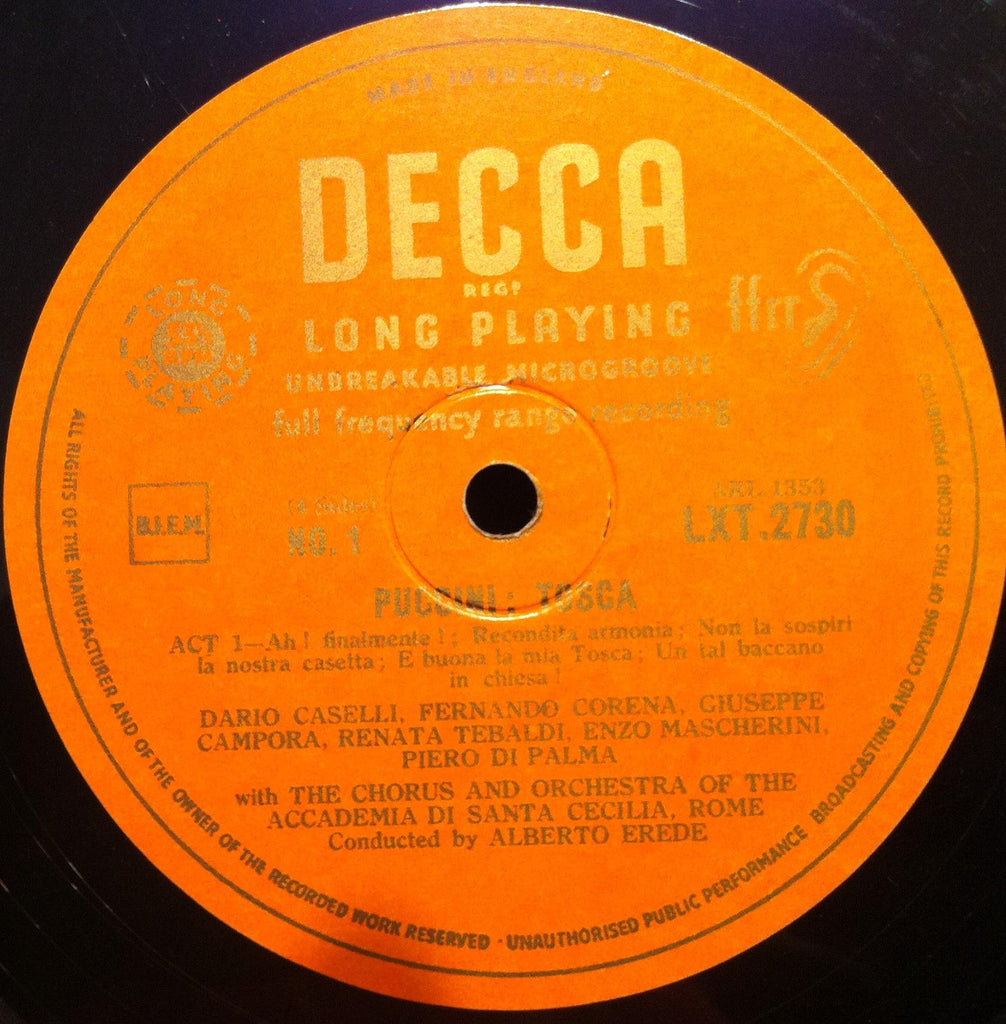 MADE IN ENGLAND
DECCA
REGD
LONG PLAYING
ffrr
LONG PLAYING
UNBREAKABLE MICROGROOVE
full frequency range recording
B.I.E.M.
(4 Sides)
NO. 1
ARL. 1353
LXT.2730
PUCCINI: TOSCA
ACT 1—Ah! finalmente!; Recondita armonia; Non la sospiri
la nostra casetta; E buona la mia Tosca; Un tal baccano
in chiesa!
DARIO CASELLI, FERNANDO CORENA, GIUSEPPE
CAMPORA, RENATA TEBALDI, ENZO MASCHERINI,
PIERO DI PALMA
with THE CHORUS AND ORCHESTRA OF THE
ACCADEMIA DI SANTA CECILIA, ROME
Conducted by ALBERTO EREDE
ALL RIGHTS OF THE MANUFACTURER AND OF THE OWNER OF THE RECORDED WORK RESERVED · UNAUTHORISED PUBLIC PERFORMANCE BROADCASTING AND COPYING OF THIS RECORD PROHIBITED